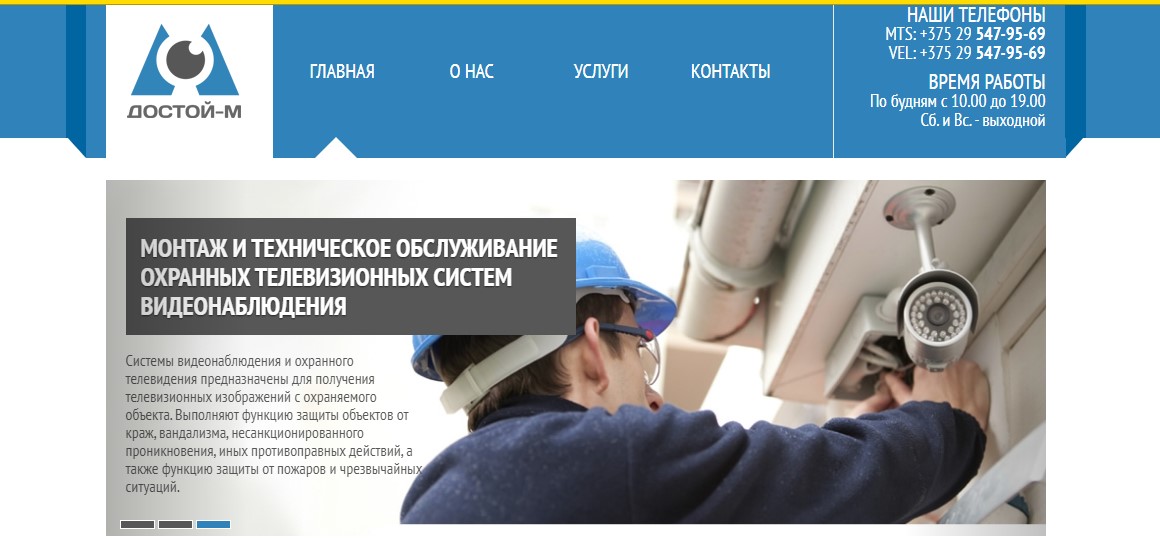 ДОСТОЙ-М
ГЛАВНАЯ
О НАС
УСЛУГИ
КОНТАКТЫ
НАШИ ТЕЛЕФОНЫ
MTS: +375 29 547-95-69
VEL: +375 29 547-95-69
ВРЕМЯ РАБОТЫ
По будням с 10.00 до 19.00
Сб. и Вс. - выходной
МОНТАЖ И ТЕХНИЧЕСКОЕ ОБСЛУЖИВАНИЕ
ОХРАННЫХ ТЕЛЕВИЗИОННЫХ СИСТЕМ
ВИДЕОНАБЛЮДЕНИЯ
Системы видеонаблюдения и охранного
телевидения предназначены для получения
телевизионных изображений с охраняемого
объекта. Выполняют функцию защиты объектов от
краж, вандализма, несанкционированного
проникновения, иных противоправных действий, а
также функцию защиты от пожаров и чрезвычайных
ситуаций.